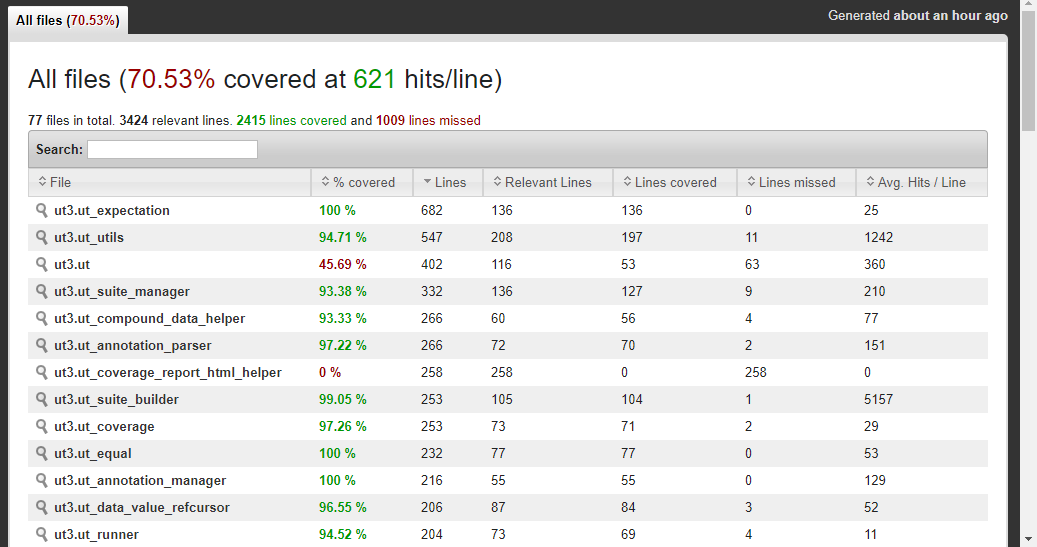 All files (70.53%)
Generated about an hour ago
All files (70.53% covered at 621 hits/line)
77 files in total. 3424 relevant lines. 2415 lines covered and 1009 lines missed
Search:
File % covered Lines Relevant Lines Lines covered Lines missed Avg. Hits / Line
ut3.ut_expectation 100 % 682 136 136 0 25
ut3.ut_utils 94.71 % 547 208 197 11 1242
ut3.ut 45.69 % 402 116 53 63 360
ut3.ut_suite_manager 93.38 % 332 136 127 9 210
ut3.ut_compound_data_helper 93.33 % 266 60 56 4 77
ut3.ut_annotation_parser 97.22 % 266 72 70 2 151
ut3.ut_coverage_report_html_helper 0 % 258 258 0 258 0
ut3.ut_suite_builder 99.05 % 253 105 104 1 5157
ut3.ut_coverage 97.26 % 253 73 71 2 29
ut3.ut_equal 100 % 232 77 77 0 53
ut3.ut_annotation_manager 100 % 216 55 55 0 129
ut3.ut_data_value_refcursor 96.55 % 206 87 84 3 52
ut3.ut_runner 94.52 % 204 73 69 4 11